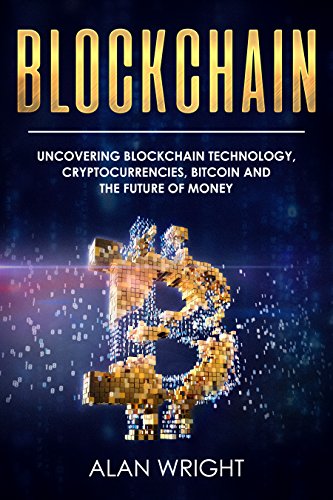 BLOCKCHAIN
UNCOVERING BLOCKCHAIN TECHNOLOGY,
CRYPTOCURRENCIES, BITCOIN AND
THE FUTURE OF MONEY
ALAN WRIGHT